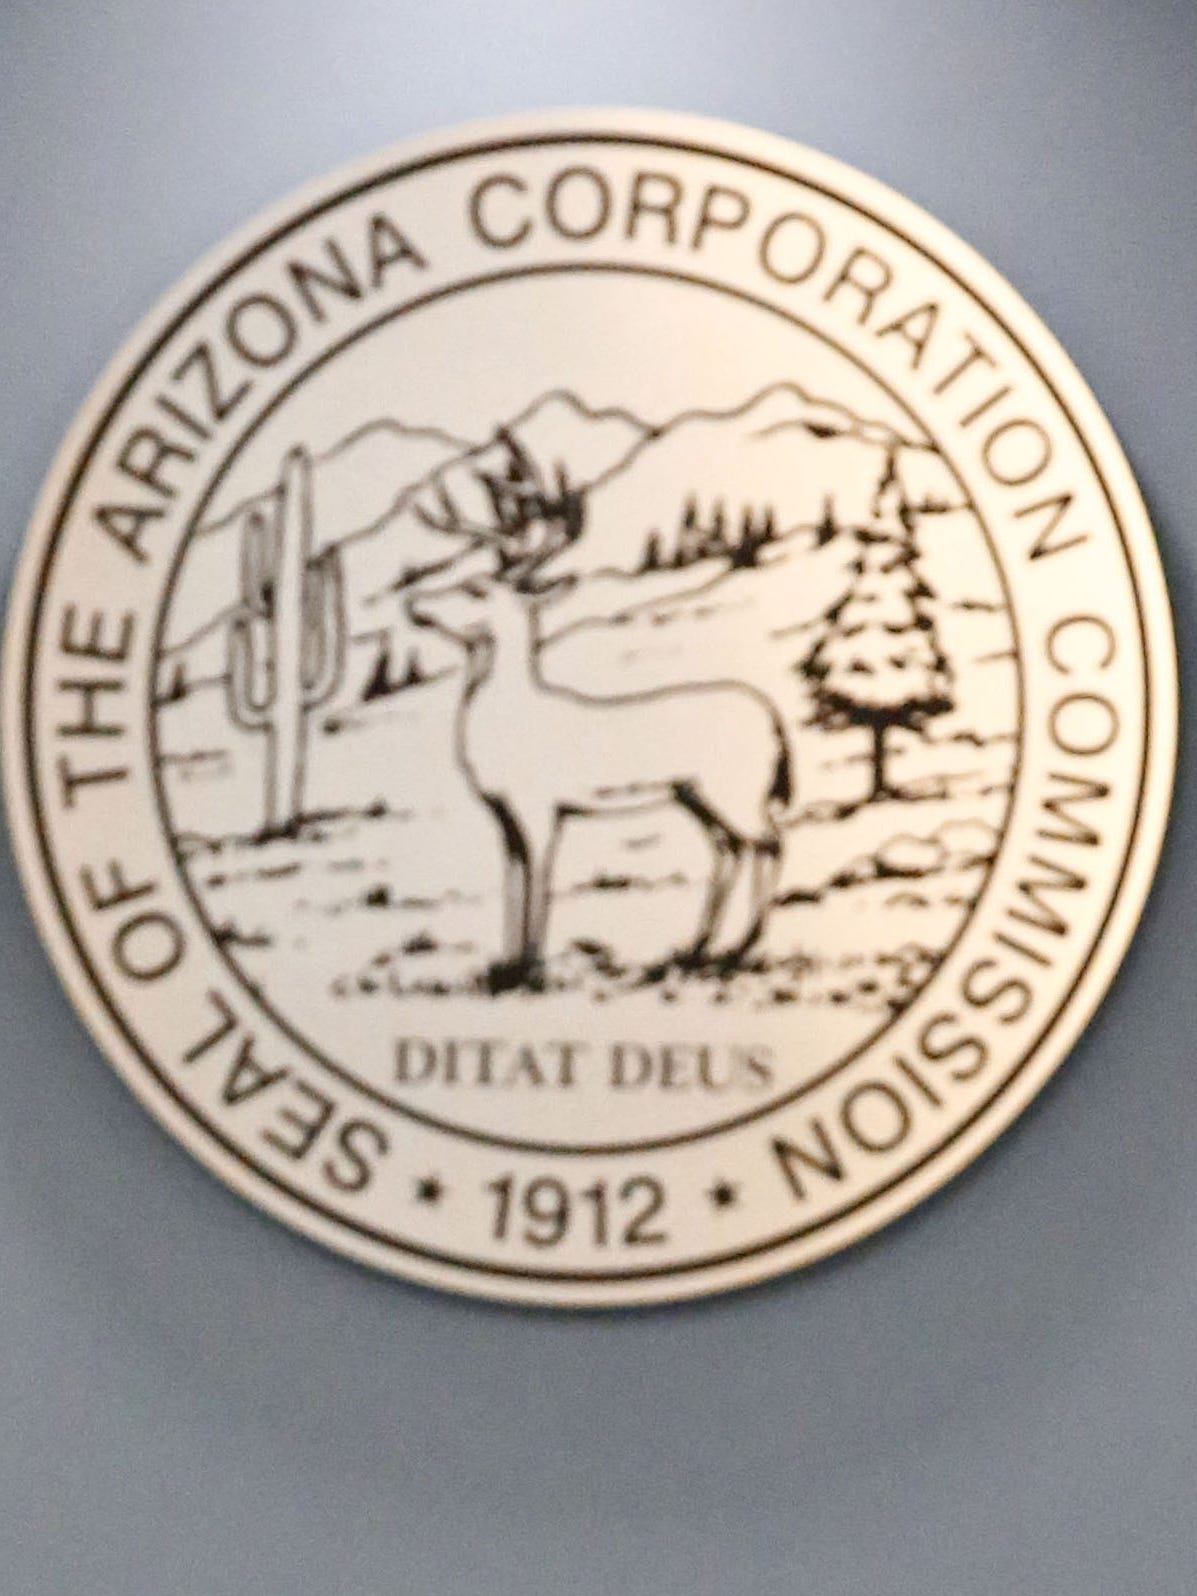 SEAL OF THE ARIZONA CORPORATION COMMISSION
DITAT DEUS
★ 1912 ★